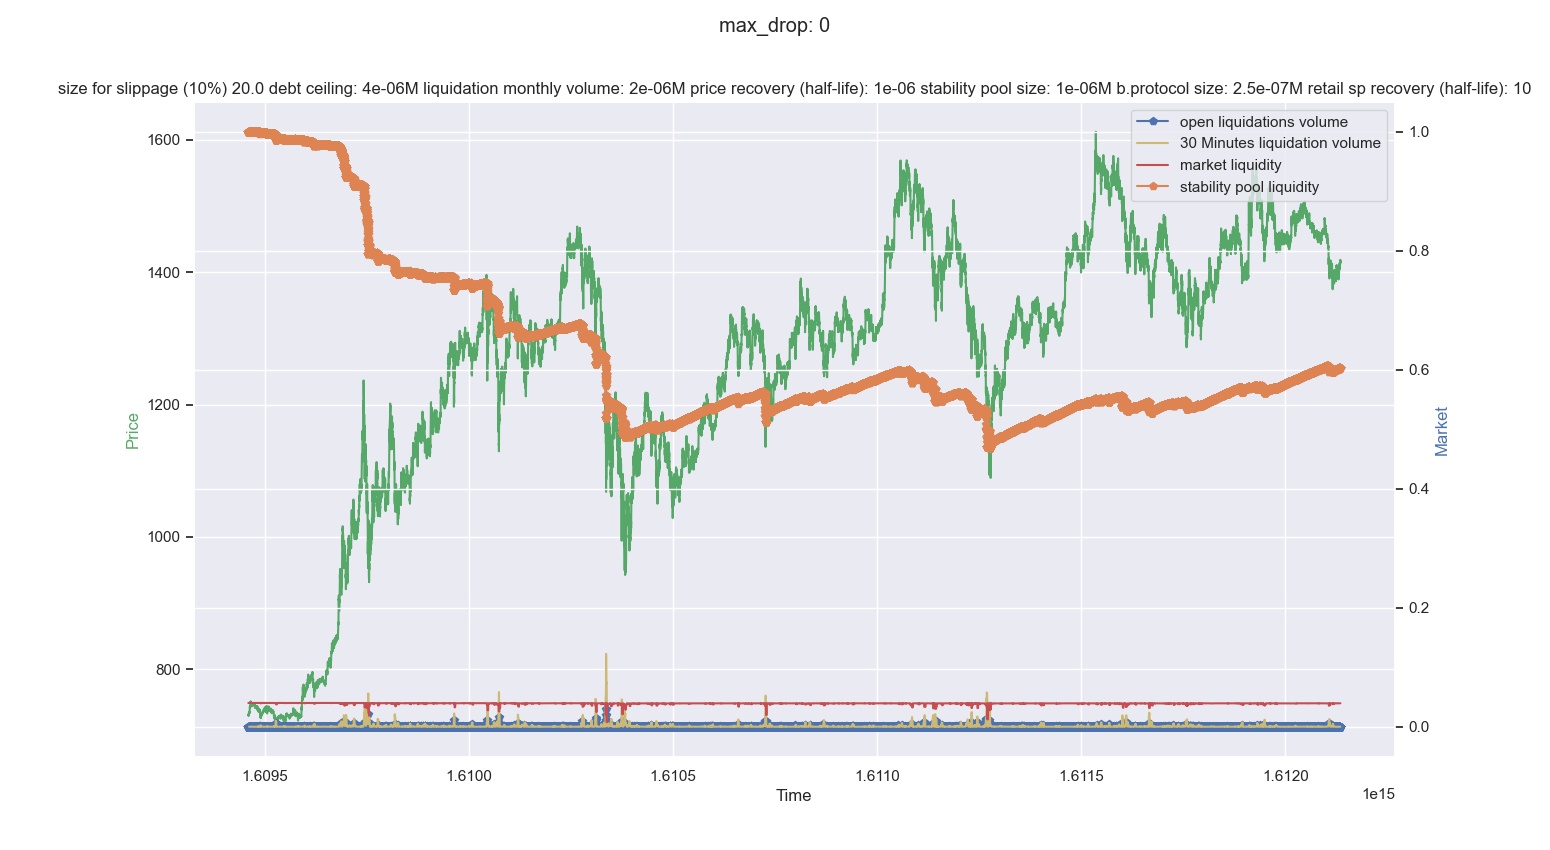 max_drop: 0
size for slippage (10%) 20.0 debt ceiling: 4e-06M liquidation monthly volume: 2e-06M price recovery (half-life): 1e-06 stability pool size: 1e-06M b.protocol size: 2.5e-07M retail sp recovery (half-life): 10
open liquidations volume
30 Minutes liquidation volume
market liquidity
stability pool liquidity
1600
1400
1200
1000
800
Price
1.0
0.8
0.6
0.4
0.2
0.0
Market
1.6095 1.6100 1.6105 1.6110 1.6115 1.6120
Time
1e15